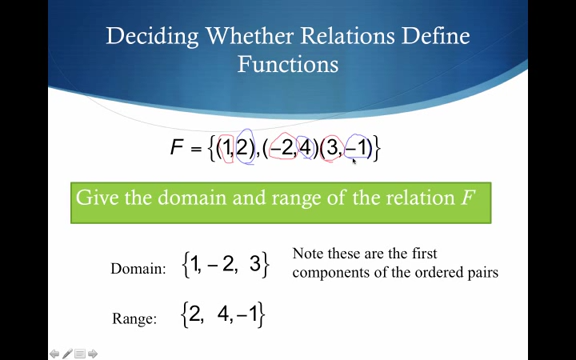 Deciding Whether Relations Define
Functions
F = {(1,2),(−2,4)(3,−1)}
Give the domain and range of the relation F
Domain: {1, − 2, 3}
Note these are the first
components of the ordered pairs
Range: {2, 4,−1}